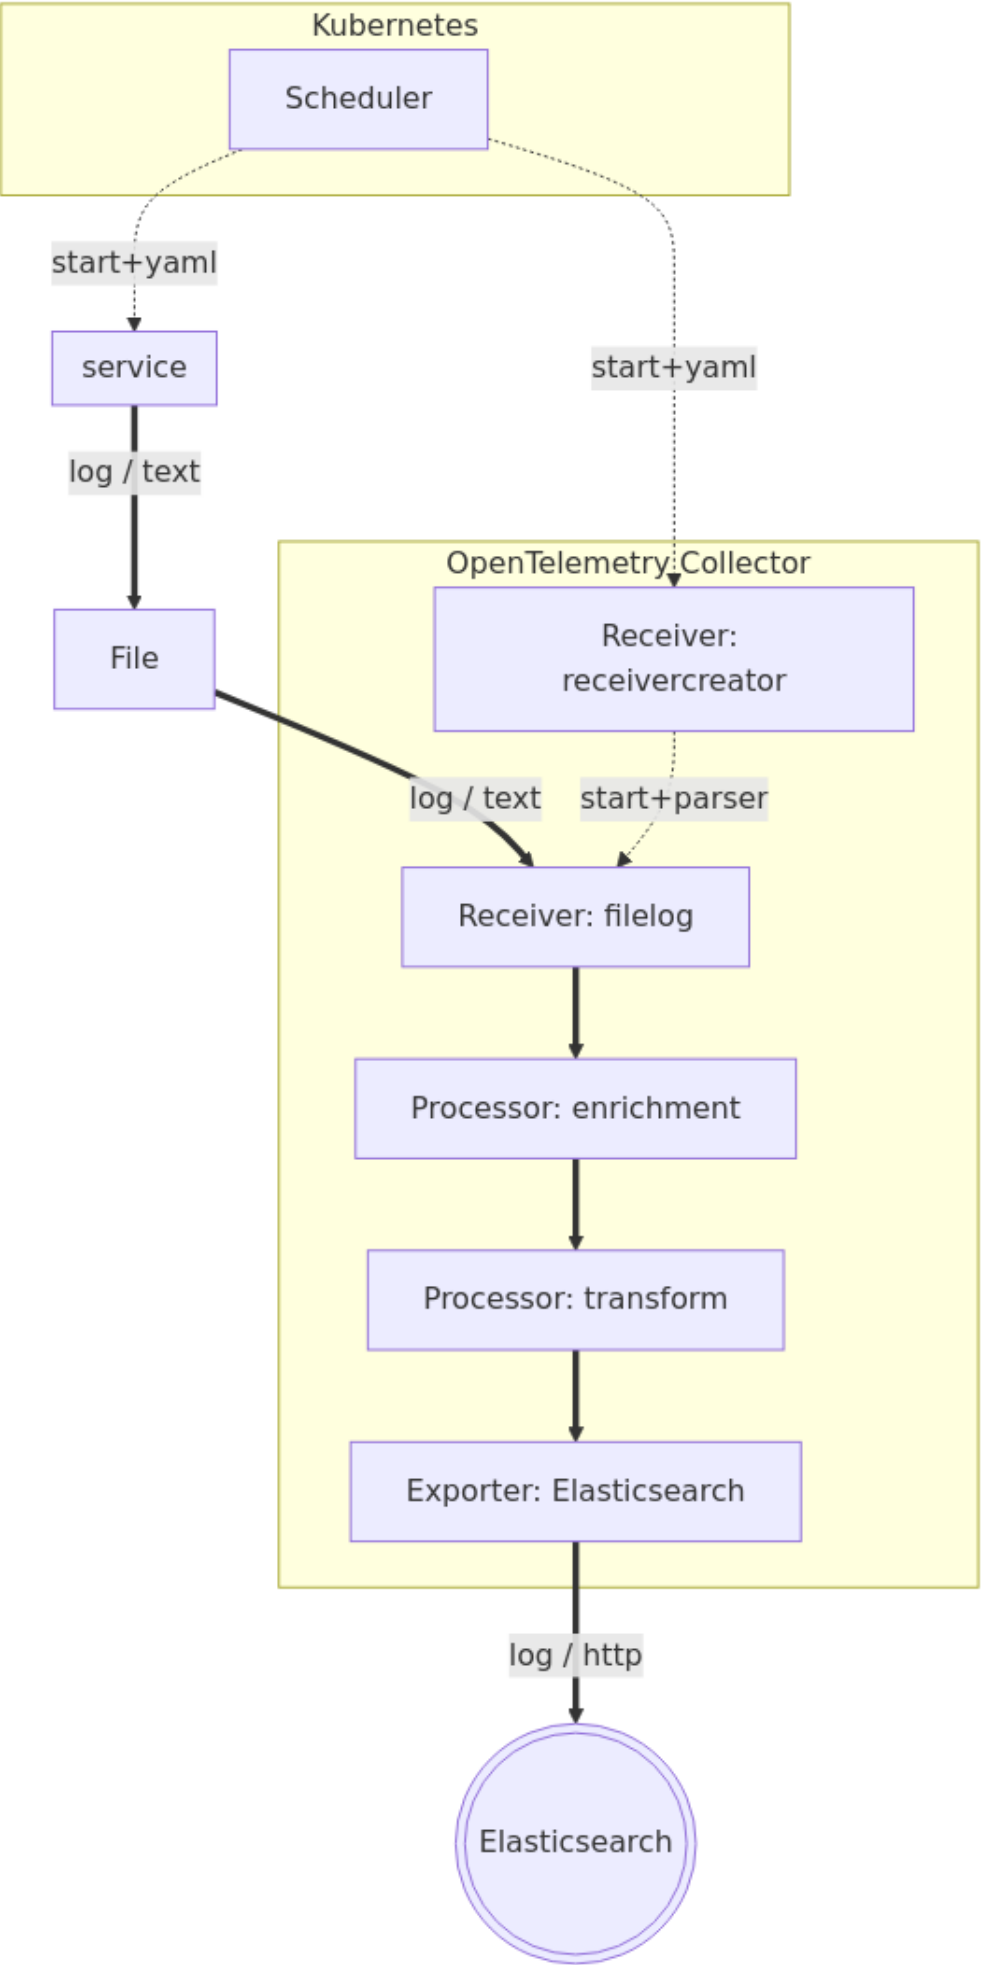 Kubernetes
Scheduler
start+yaml
service
start+yaml
log / text
OpenTelemetry Collector
Receiver:
receivercreator
File
log / text
start+parser
Receiver: filelog
Processor: enrichment
Processor: transform
Exporter: Elasticsearch
log / http
Elasticsearch